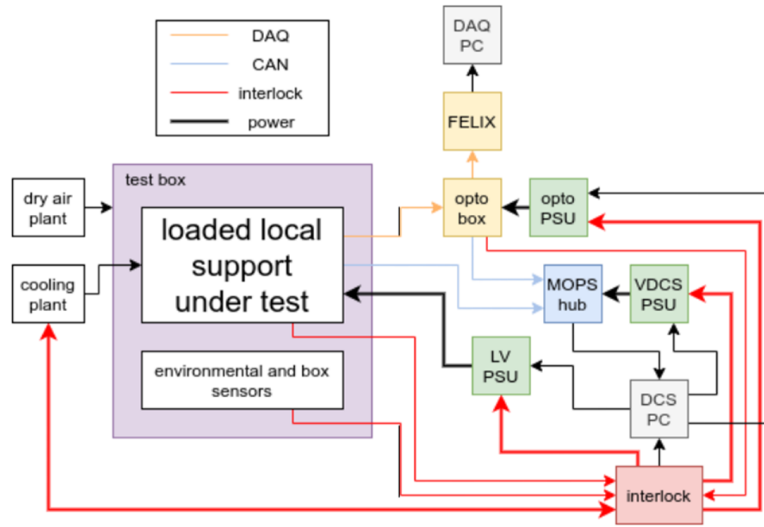 DAQ
PC
DAQ
CAN
interlock
power
FELIX
test box
dry air
plant
loaded local
support
under test
opto
box
opto
PSU
cooling
plant
MOPS
hub
VDCS
PSU
LV
PSU
environmental and box
sensors
DCS
PC
interlock